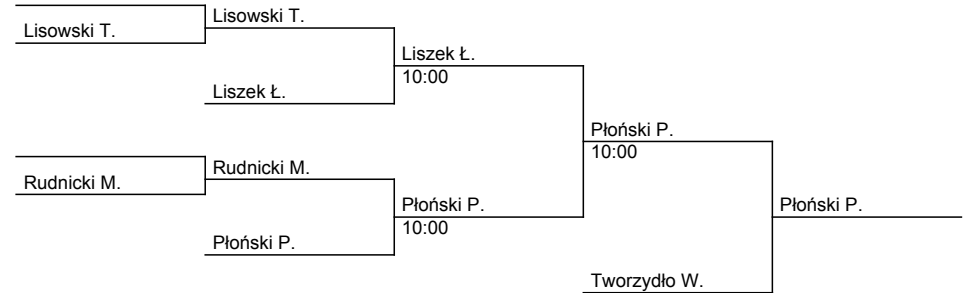 Lisowski T.
Lisowski T.
Liszek Ł.
10:00
Liszek Ł.
Płoński P.
10:00
Rudnicki M.
Rudnicki M.
Płoński P.
10:00
Płoński P.
Płoński P.
Tworzydło W.